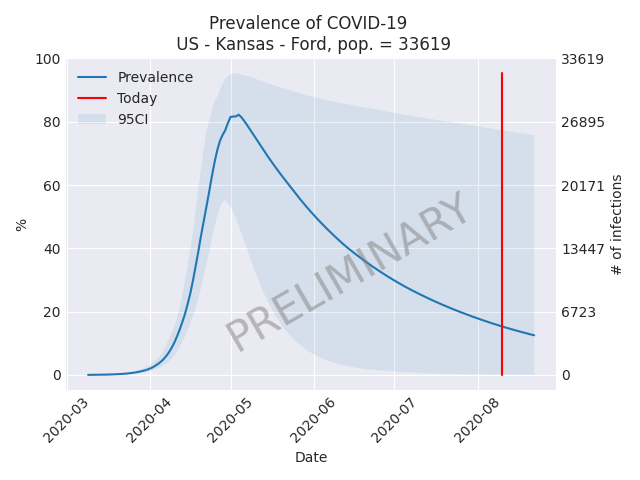 Prevalence of COVID-19
US - Kansas - Ford, pop. = 33619
100
80
60
40
20
0
%
Prevalence
Today
95CI
PRELIMINARY
33619
26895
20171
13447
6723
0
# of infections
2020-03
2020-04
2020-05
2020-06
2020-07
2020-08
Date